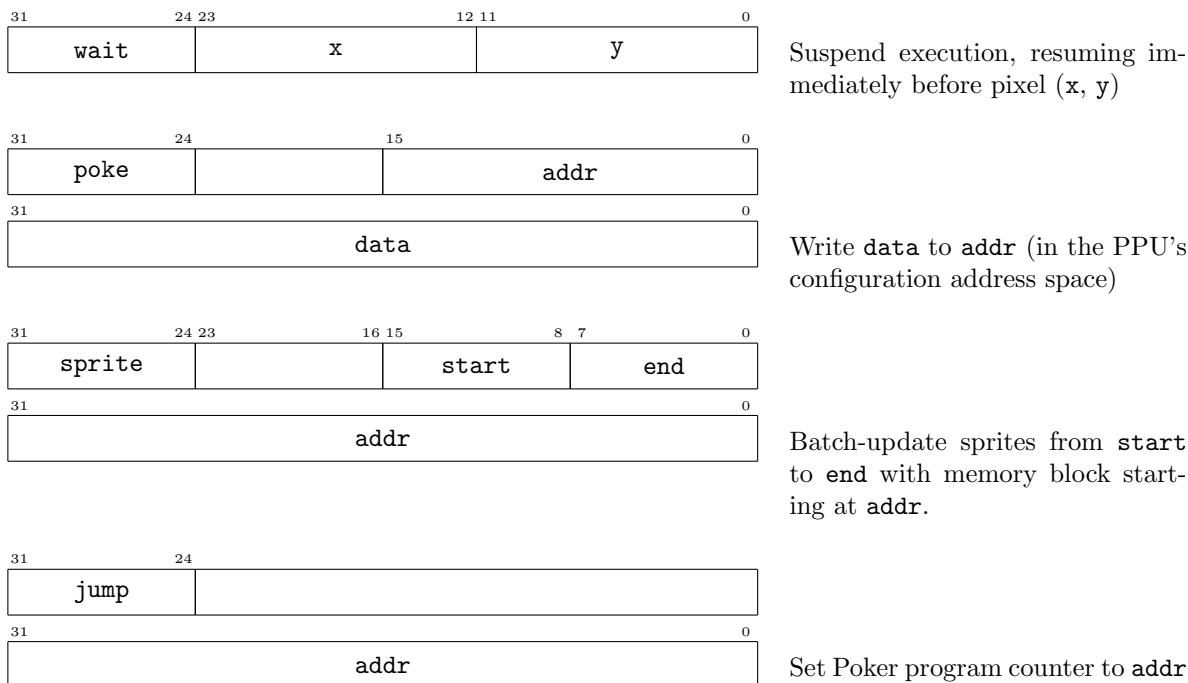 31 24 23 12 11 0
wait x y
Suspend execution, resuming im-
mediately before pixel (x, y)
31 24 15 0
poke addr
31 0
data
Write data to addr (in the PPU's
configuration address space)
31 24 23 16 15 8 7 0
sprite start end
31 0
addr
Batch-update sprites from start
to end with memory block start-
ing at addr.
31 24
jump
31 0
addr
Set Poker program counter to addr